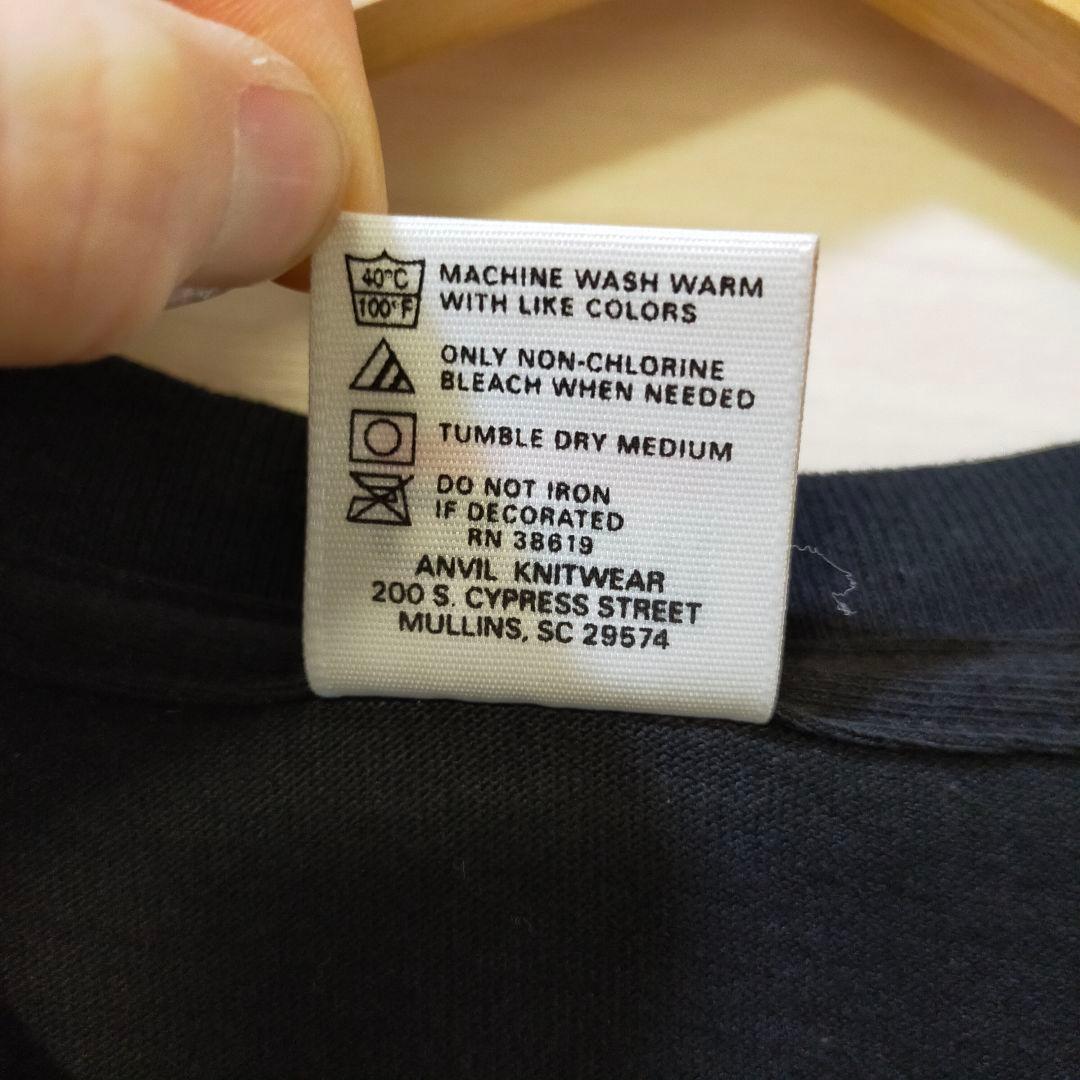 40°C
100°F
MACHINE WASH WARM
WITH LIKE COLORS
ONLY NON-CHLORINE
BLEACH WHEN NEEDED
TUMBLE DRY MEDIUM
DO NOT IRON
IF DECORATED
RN 38619
ANVIL KNITWEAR
200 S. CYPRESS STREET
MULLINS, SC 29574